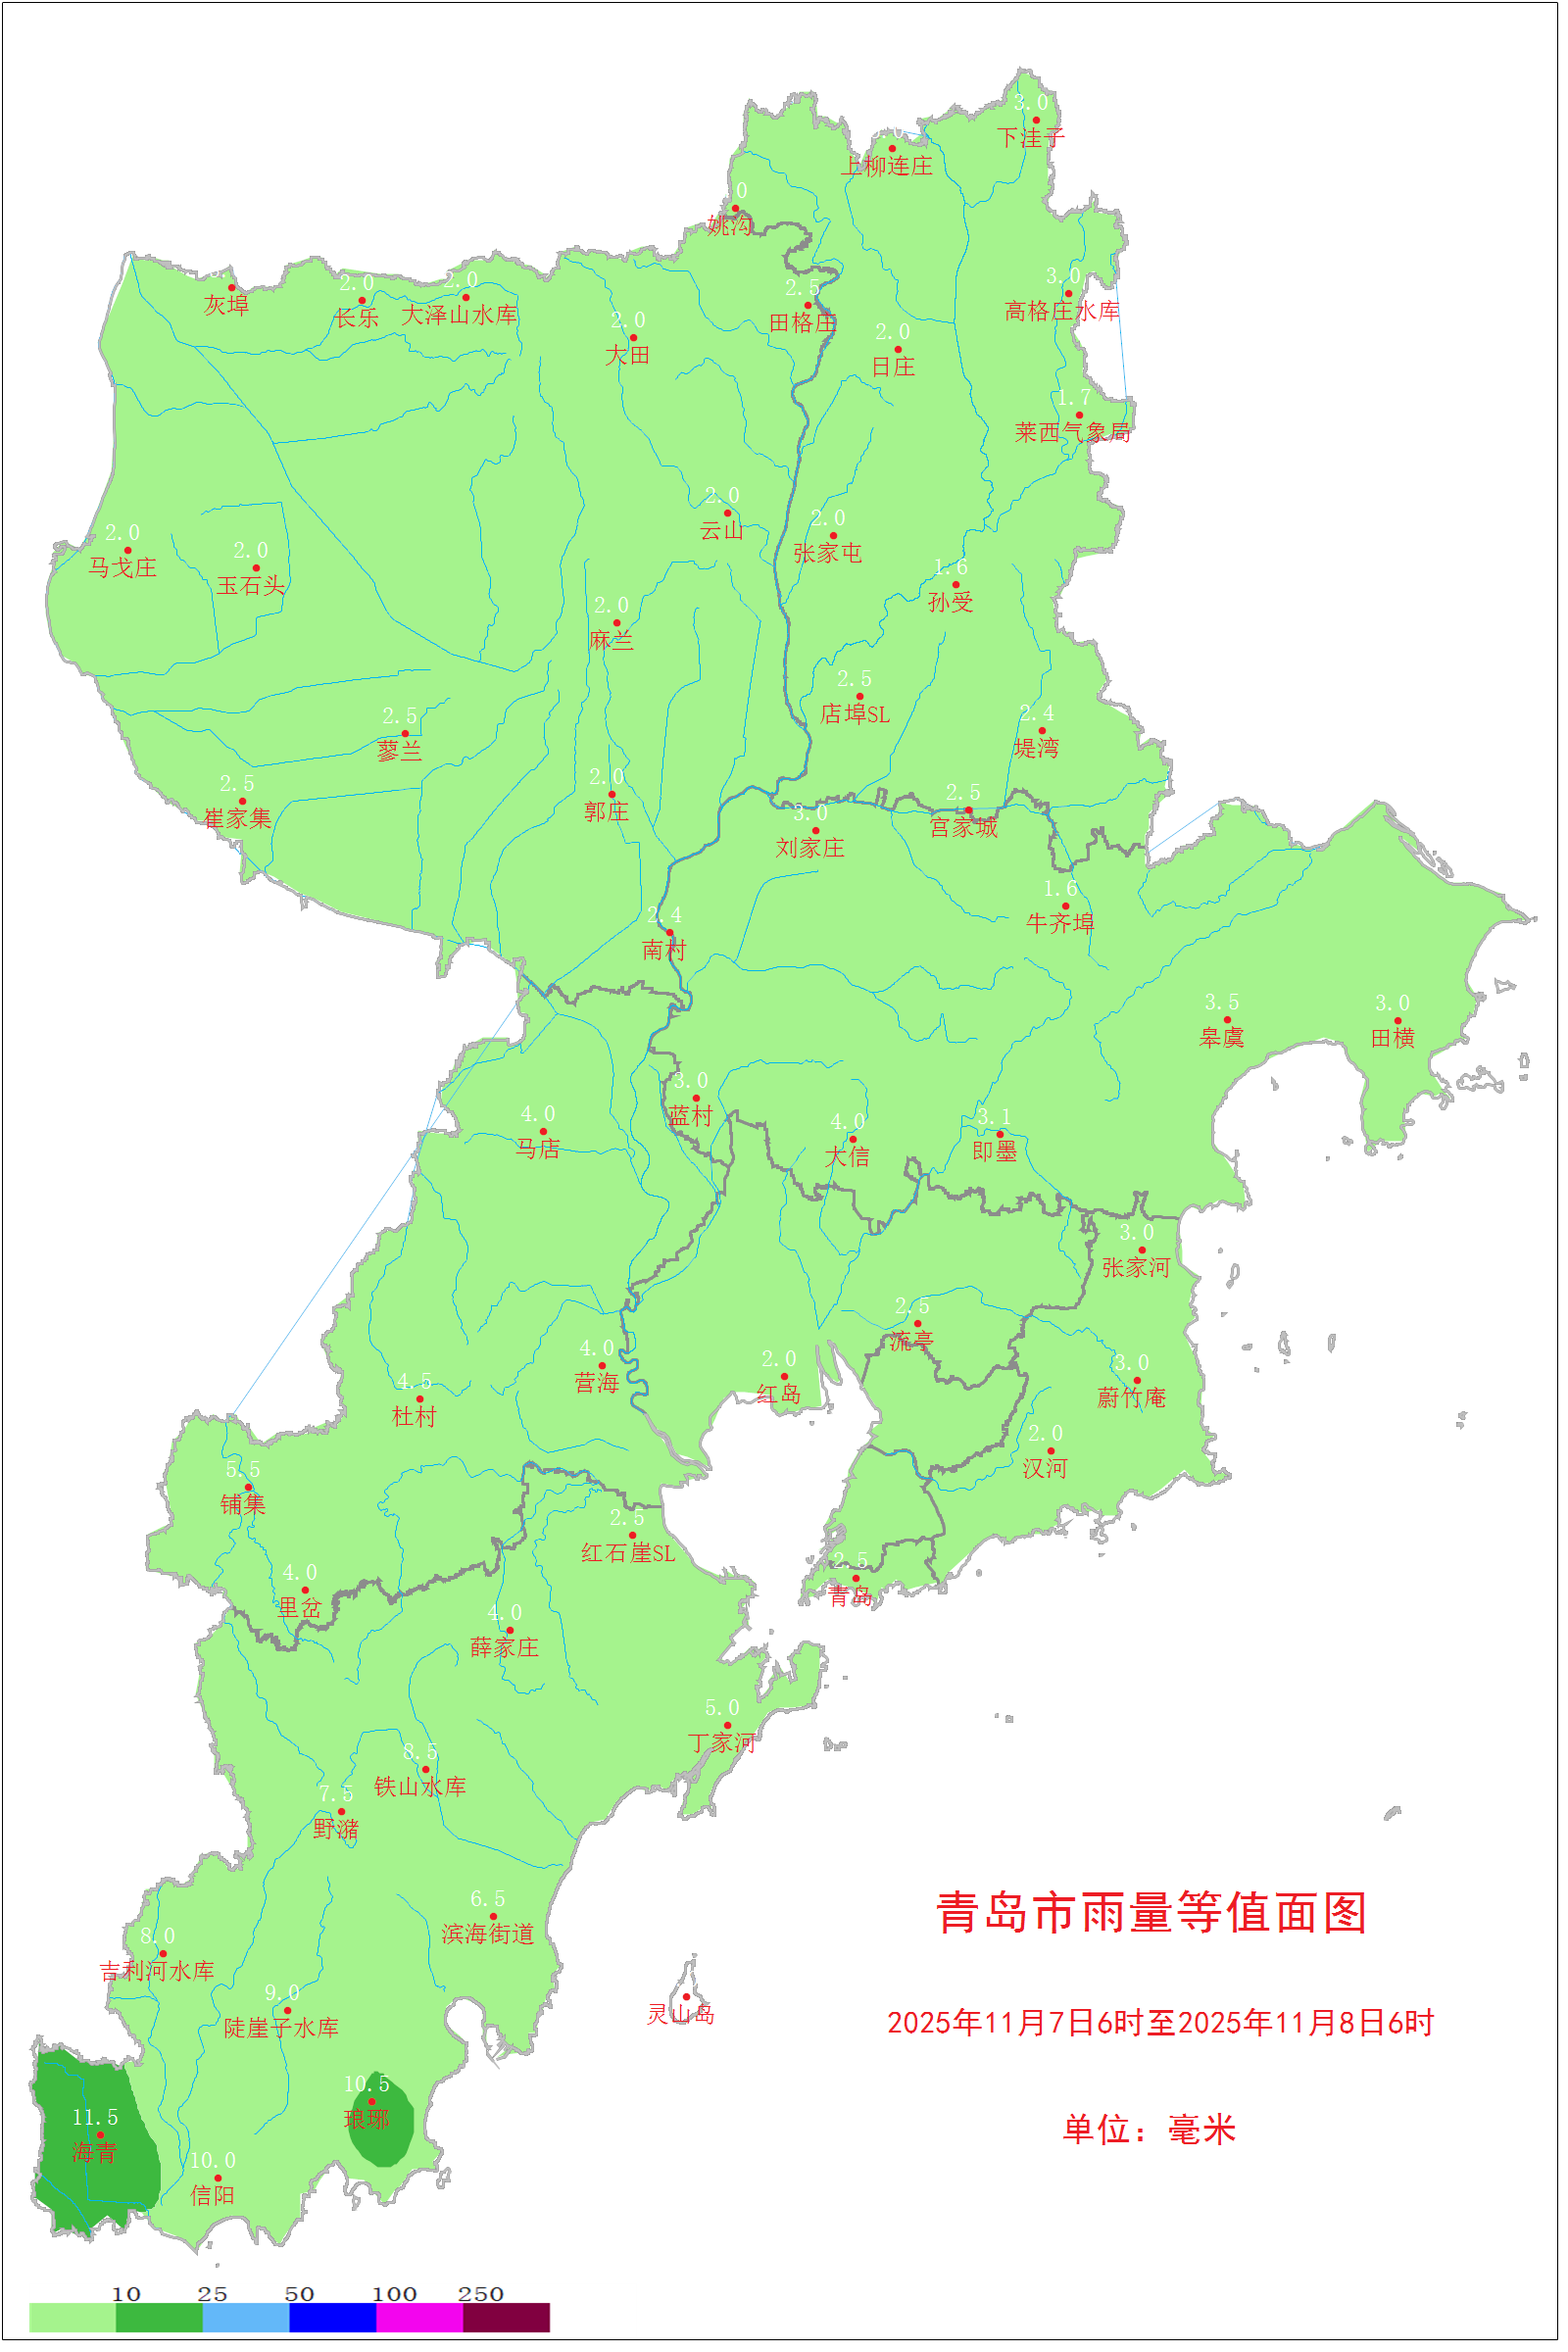 3.0
下洼子
上柳连庄
姚沟
灰埠
2.0
长乐
2.0
大泽山水库
2.5
田格庄
3.0
高格庄水库
2.0
大田
2.0
日庄
1.7
莱西气象局
2.0
云山
2.0
张家屯
2.0
马戈庄
2.0
玉石头
1.6
孙受
2.0
麻兰
2.5
店埠SL
2.5
蓼兰
2.4
堤湾
2.5
崔家集
2.0
郭庄
3.0
刘家庄
2.5
宫家城
1.6
牛齐埠
2.4
南村
3.5
皋虞
3.0
田横
3.0
蓝村
4.0
马店
4.0
大信
3.1
即墨
3.0
张家河
2.5
流亭
4.0
营海
2.0
红岛
3.0
蔚竹庵
4.5
杜村
2.0
汉河
5.5
铺集
2.5
红石崖SL
4.0
里岔
2.5
青岛
4.0
薛家庄
5.0
丁家河
8.5
铁山水库
7.5
野潴
6.5
滨海街道
8.0
吉利河水库
9.0
陡崖子水库
灵山岛
10.5
琅琊
11.5
海青
10.0
信阳
青岛市雨量等值面图
2025年11月7日6时至2025年11月8日6时
单位：毫米
10 25 50 100 250